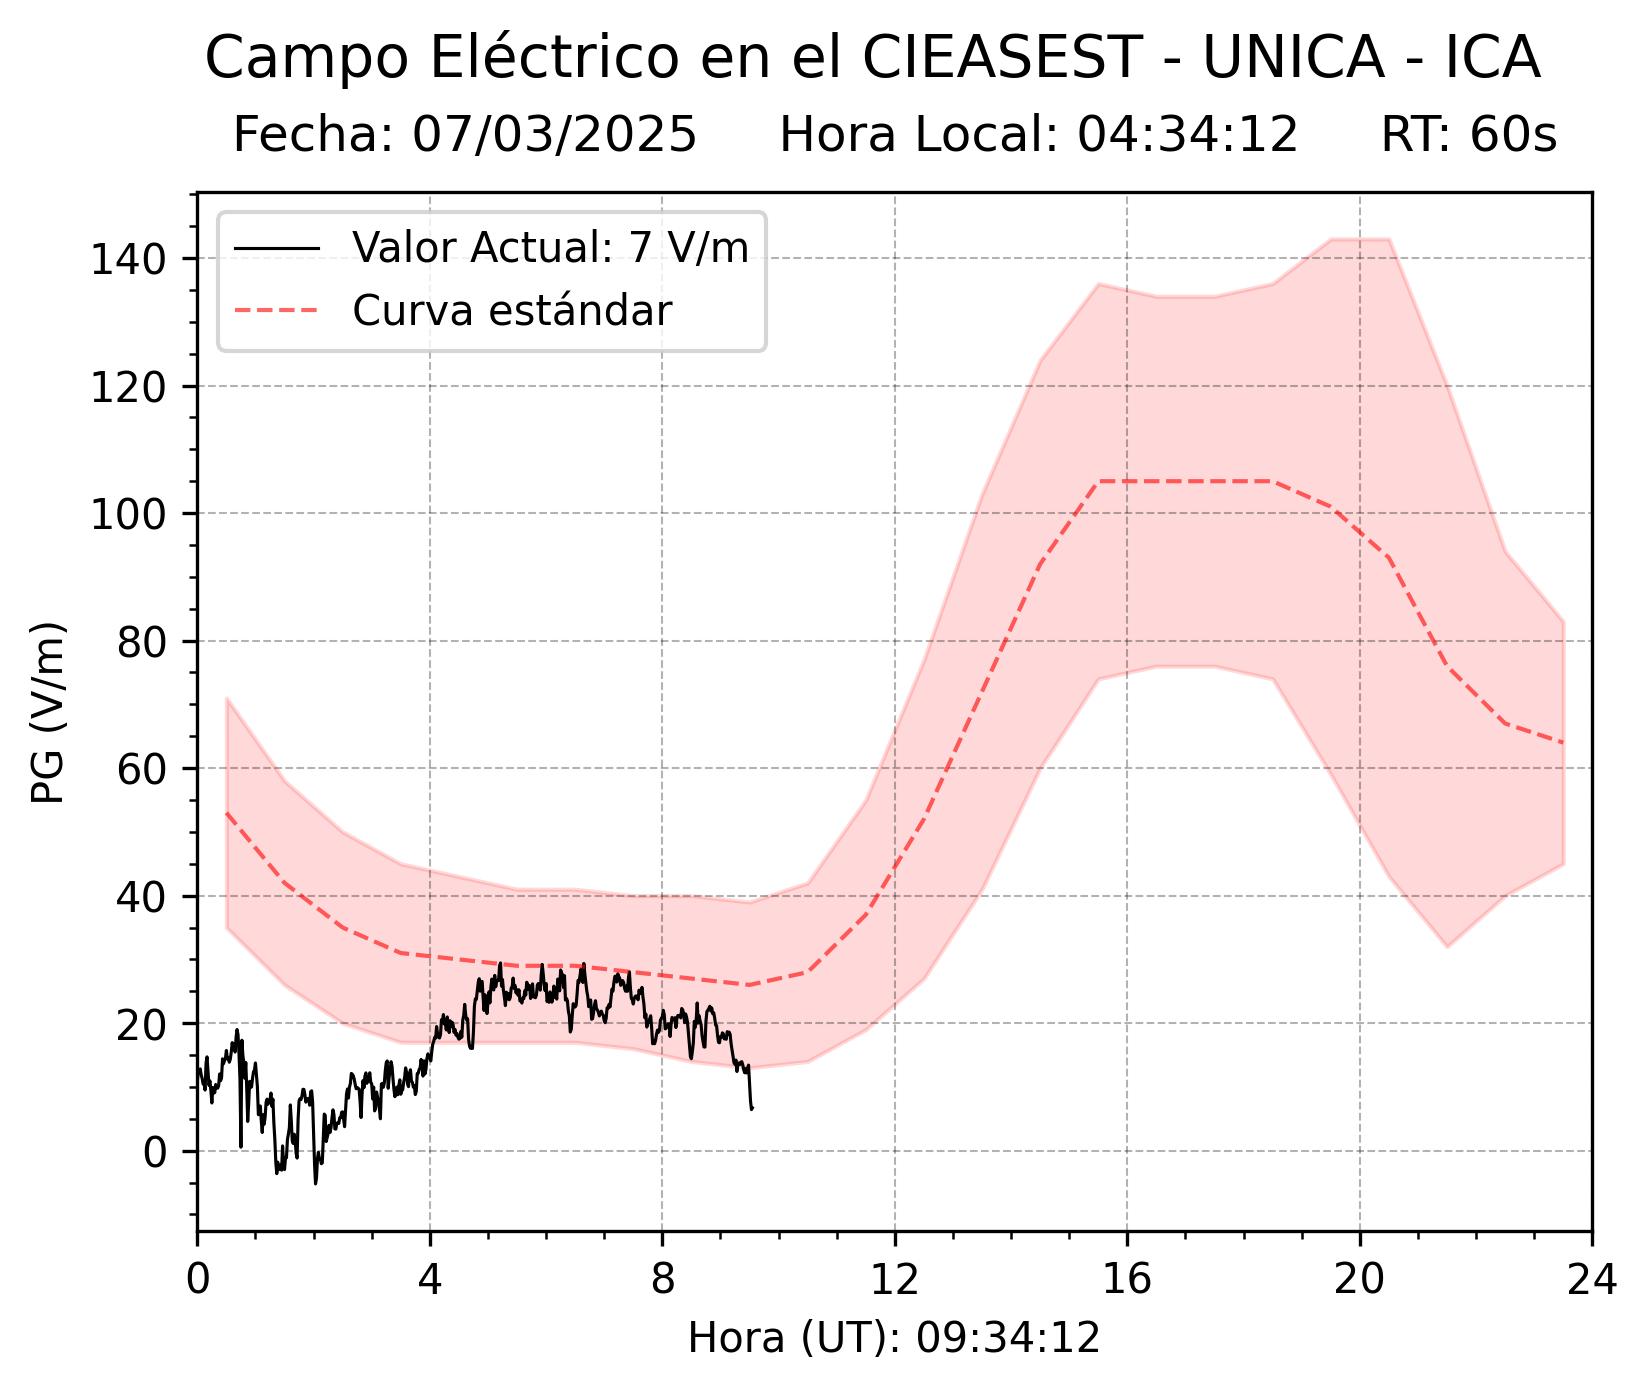 Campo Eléctrico en el CIEASEST - UNICA - ICA
Fecha: 07/03/2025 Hora Local: 04:34:12 RT: 60s
Valor Actual: 7 V/m
Curva estándar
140
120
100
80
60
40
20
0
PG (V/m)
0 4 8 12 16 20 24
Hora (UT): 09:34:12